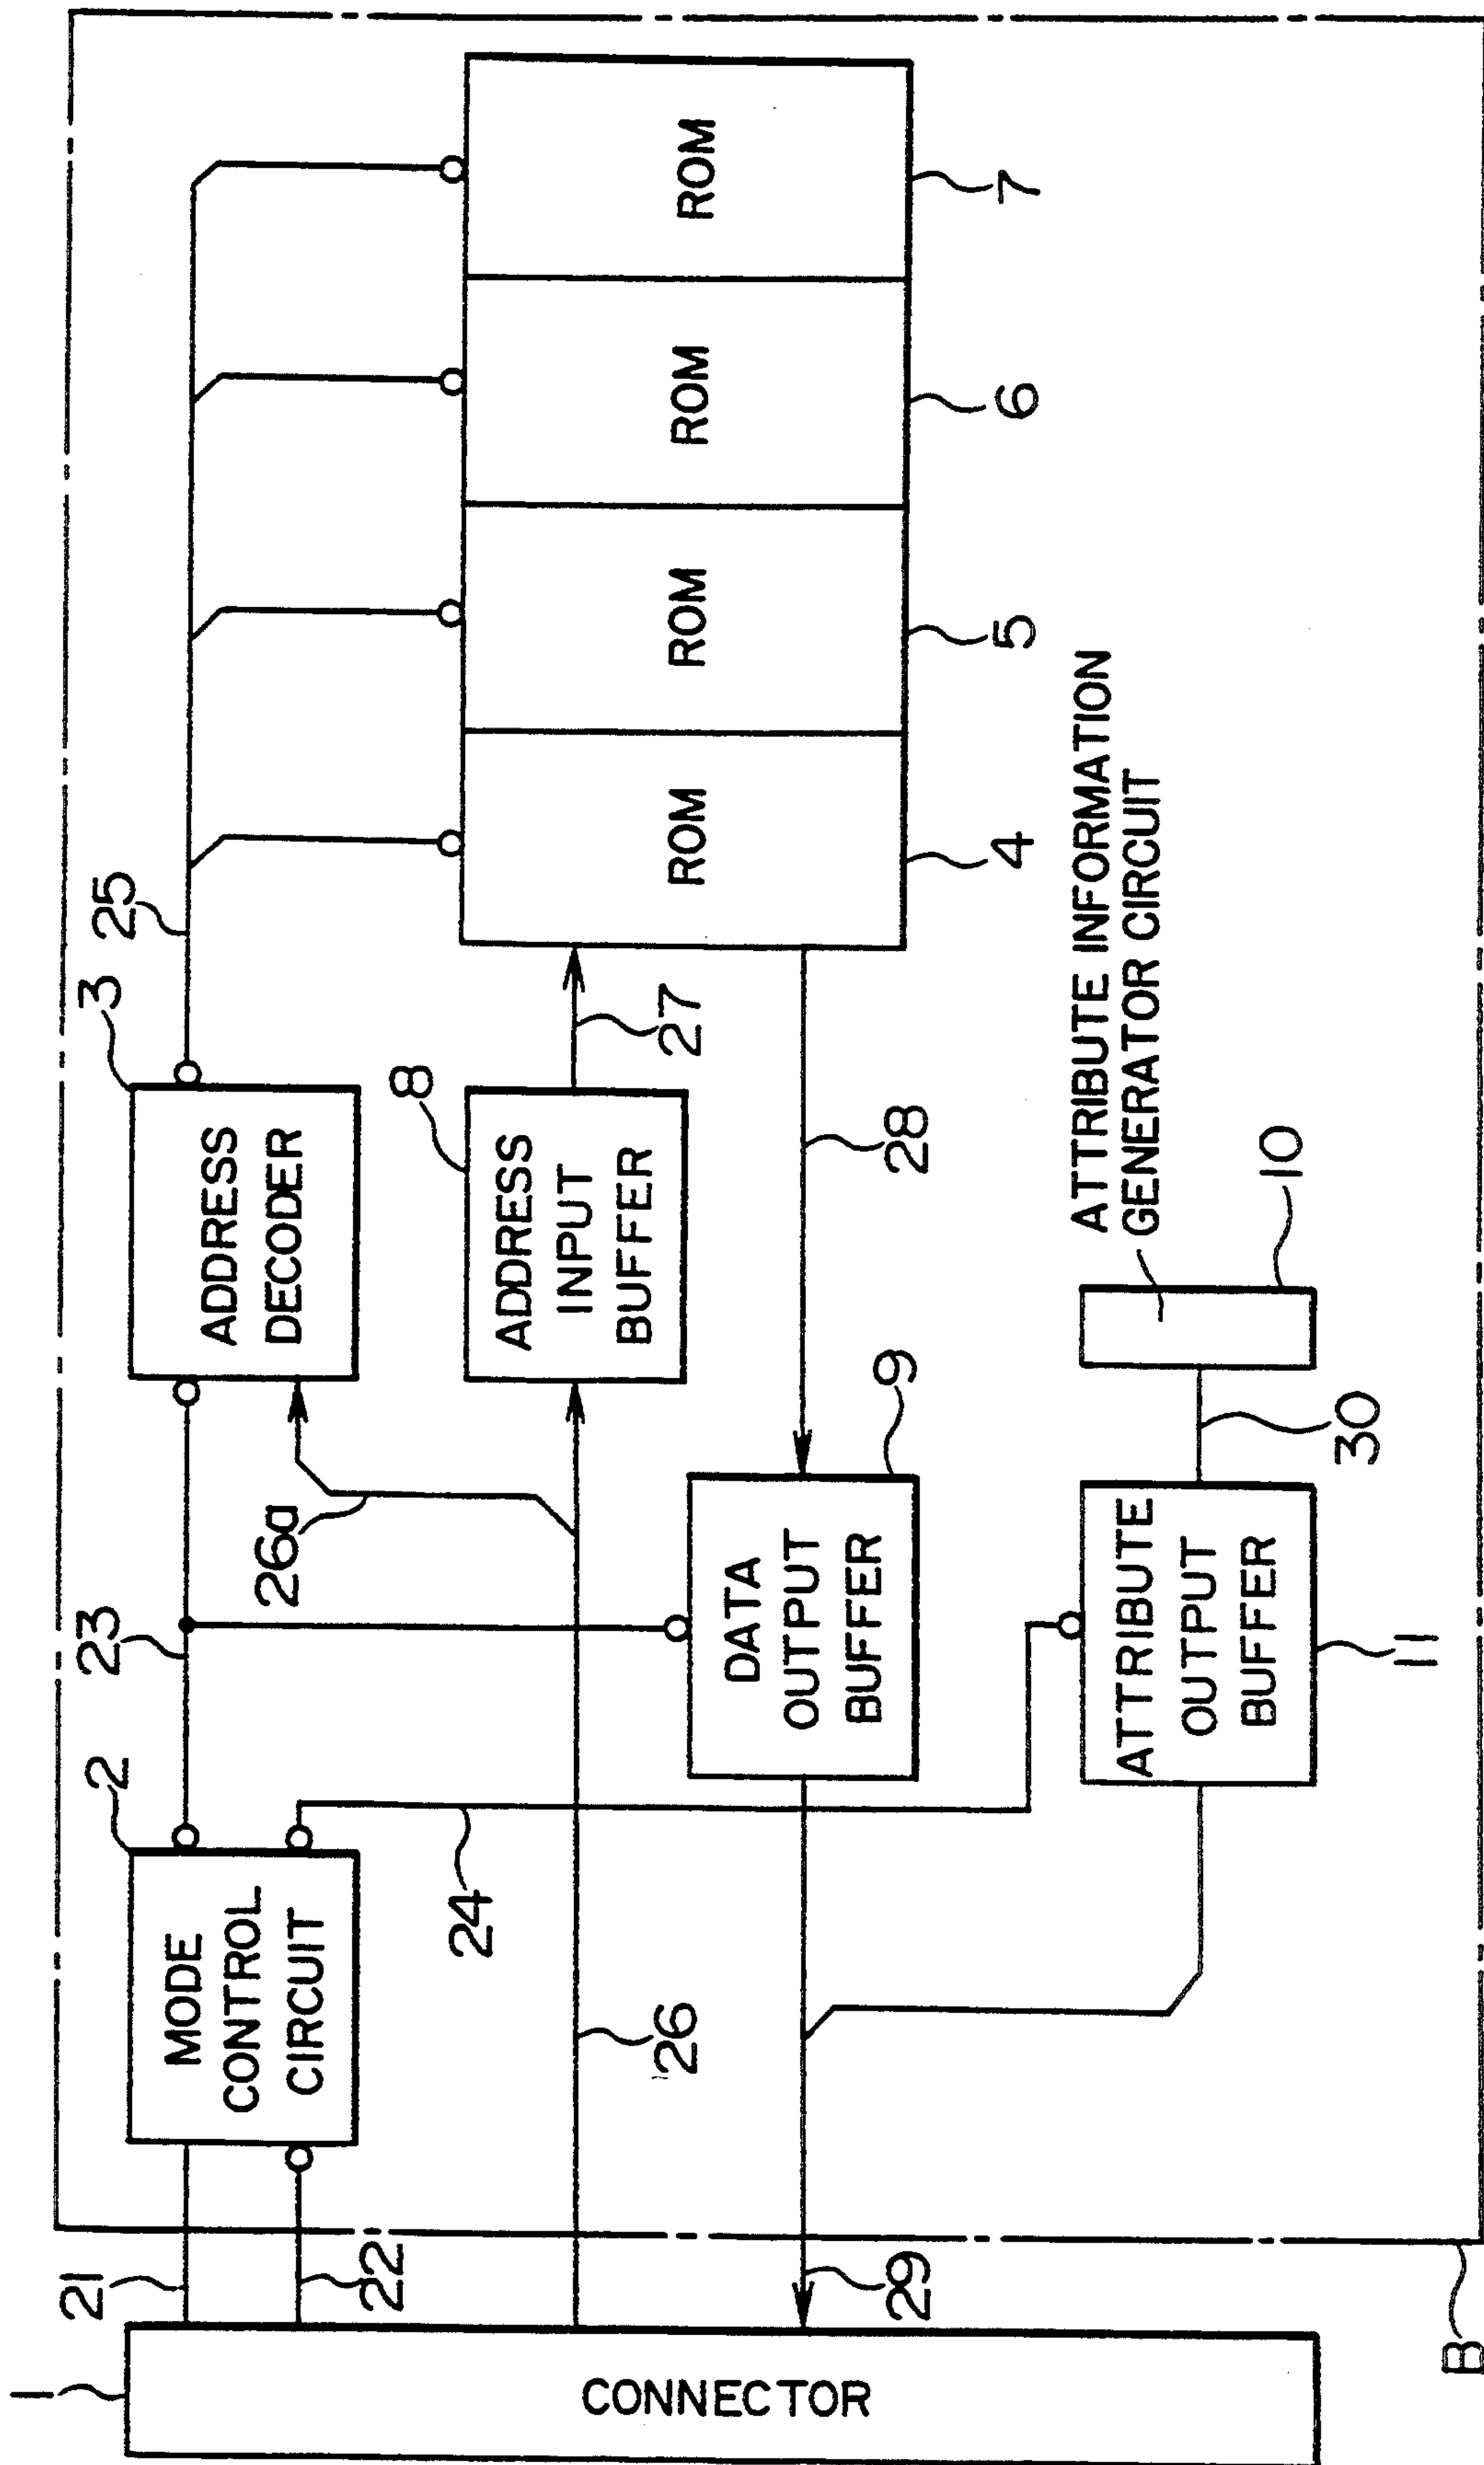 1
CONNECTOR
21
22
26
29
B
2
MODE
CONTROL
CIRCUIT
23
24
26a
3
ADDRESS
DECODER
25
8
ADDRESS
INPUT
BUFFER
27
28
9
DATA
OUTPUT
BUFFER
ATTRIBUTE
OUTPUT
BUFFER
11
30
10
ATTRIBUTE INFORMATION
GENERATOR CIRCUIT
ROM
ROM
ROM
ROM
4
5
6
7